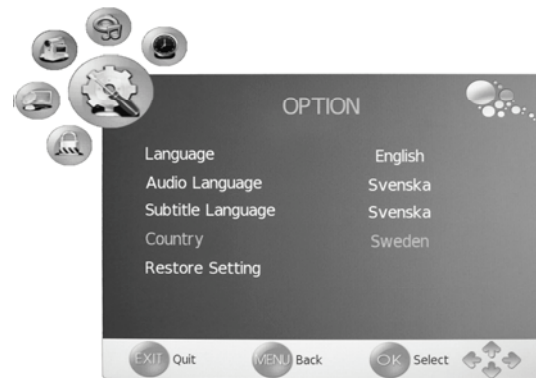 OPTION
Language English
Audio Language Svenska
Subtitle Language Svenska
Country Sweden
Restore Setting
EXIT Quit MENU Back OK Select